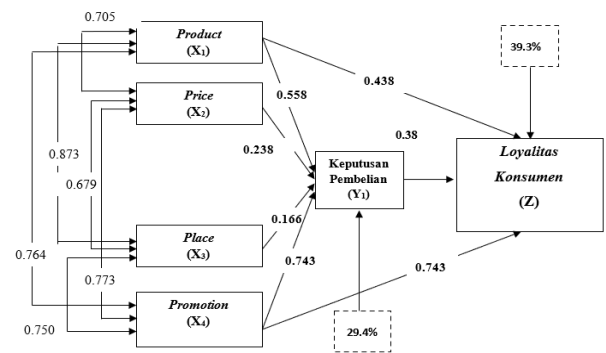 0.705
Product
(X₁)
39.3%
0.438
Price
(X₂)
0.558
0.38
0.238
0.873
Keputusan
Pembelian
(Y₁)
Loyalitas
Konsumen
(Z)
0.679
0.166
Place
(X₃)
0.764
0.743
0.743
0.773
Promotion
(X₄)
0.750
29.4%